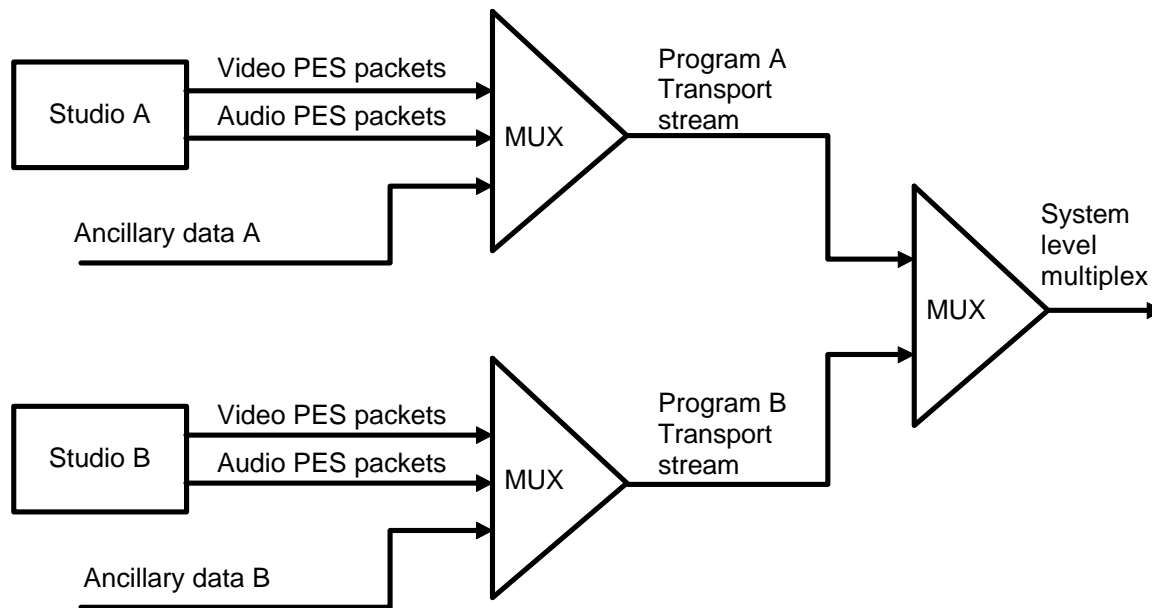 Video PES packets
Studio A
Audio PES packets
MUX
Ancillary data A
Program A
Transport
stream
System
level
multiplex
MUX
Video PES packets
Studio B
Audio PES packets
MUX
Ancillary data B
Program B
Transport
stream